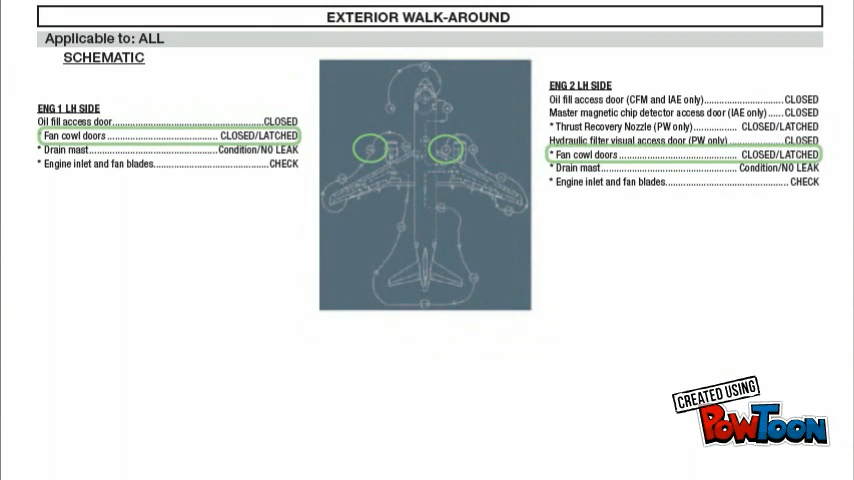 EXTERIOR WALK-AROUND
Applicable to: ALL
SCHEMATIC
ENG 1 LH SIDE
Oil fill access door..........................................................CLOSED
Fan cowl doors ........................................ CLOSED/LATCHED
* Drain mast.................................................Condition/NO LEAK
* Engine inlet and fan blades...........................................CHECK
ENG 2 LH SIDE
Oil fill access door (CFM and IAE only)..............................CLOSED
Master magnetic chip detector access door (IAE only) .....CLOSED
* Thrust Recovery Nozzle (PW only)................ CLOSED/LATCHED
Hydraulic filter visual access door (PW only) ......................CLOSED
* Fan cowl doors ........................................... CLOSED/LATCHED
* Drain mast.................................................... Condition/NO LEAK
* Engine inlet and fan blades.............................................. CHECK
CREATED USING
POWTOON